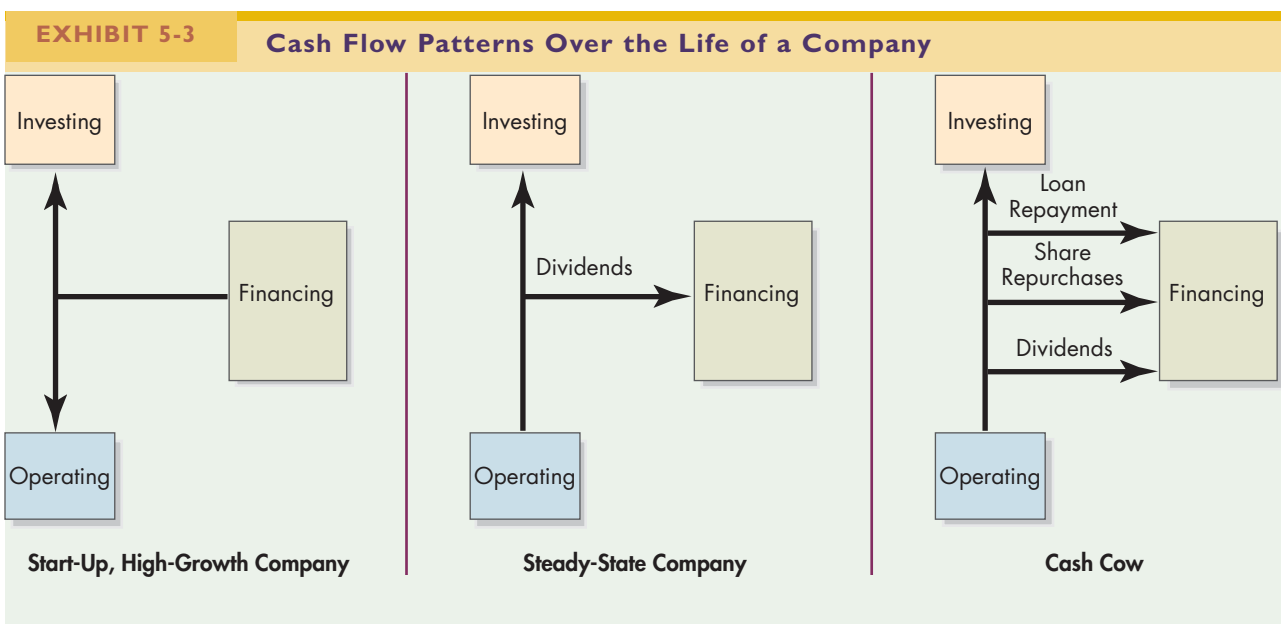 EXHIBIT 5-3
Cash Flow Patterns Over the Life of a Company
Investing
Financing
Operating
Start-Up, High-Growth Company
Investing
Dividends
Financing
Operating
Steady-State Company
Investing
Loan
Repayment
Share
Repurchases
Dividends
Financing
Operating
Cash Cow